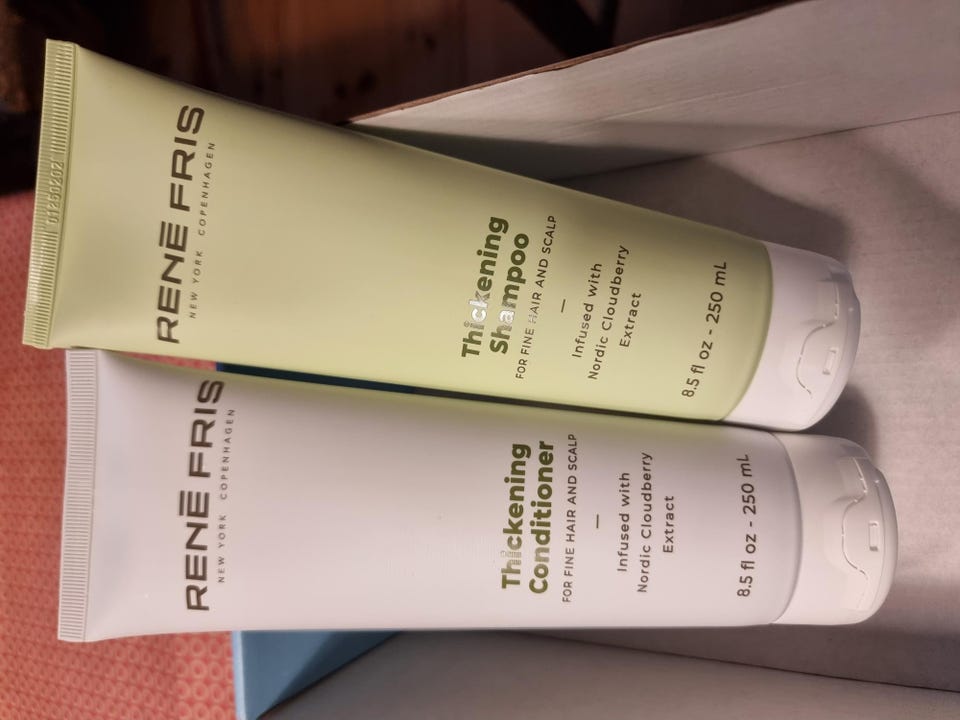 01260202
RENĒ FRIS
NEW YORK COPENHAGEN
Thickening
Shampoo
FOR FINE HAIR AND SCALP
Infused with
Nordic Cloudberry
Extract
8.5 fl oz - 250 mL
RENĒ FRIS
NEW YORK COPENHAGEN
Thickening
Conditioner
FOR FINE HAIR AND SCALP
Infused with
Nordic Cloudberry
Extract
8.5 fl oz - 250 mL